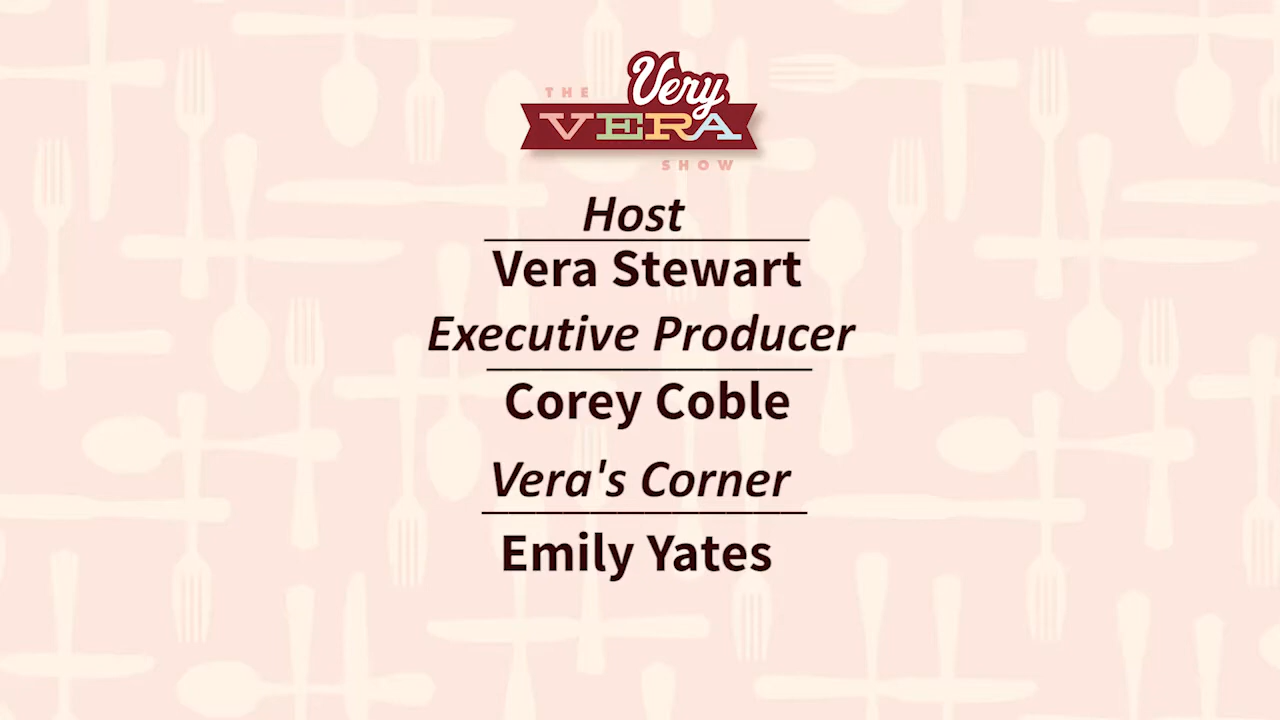 THE Very
VERA
SHOW
Host
Vera Stewart
Executive Producer
Corey Coble
Vera's Corner
Emily Yates